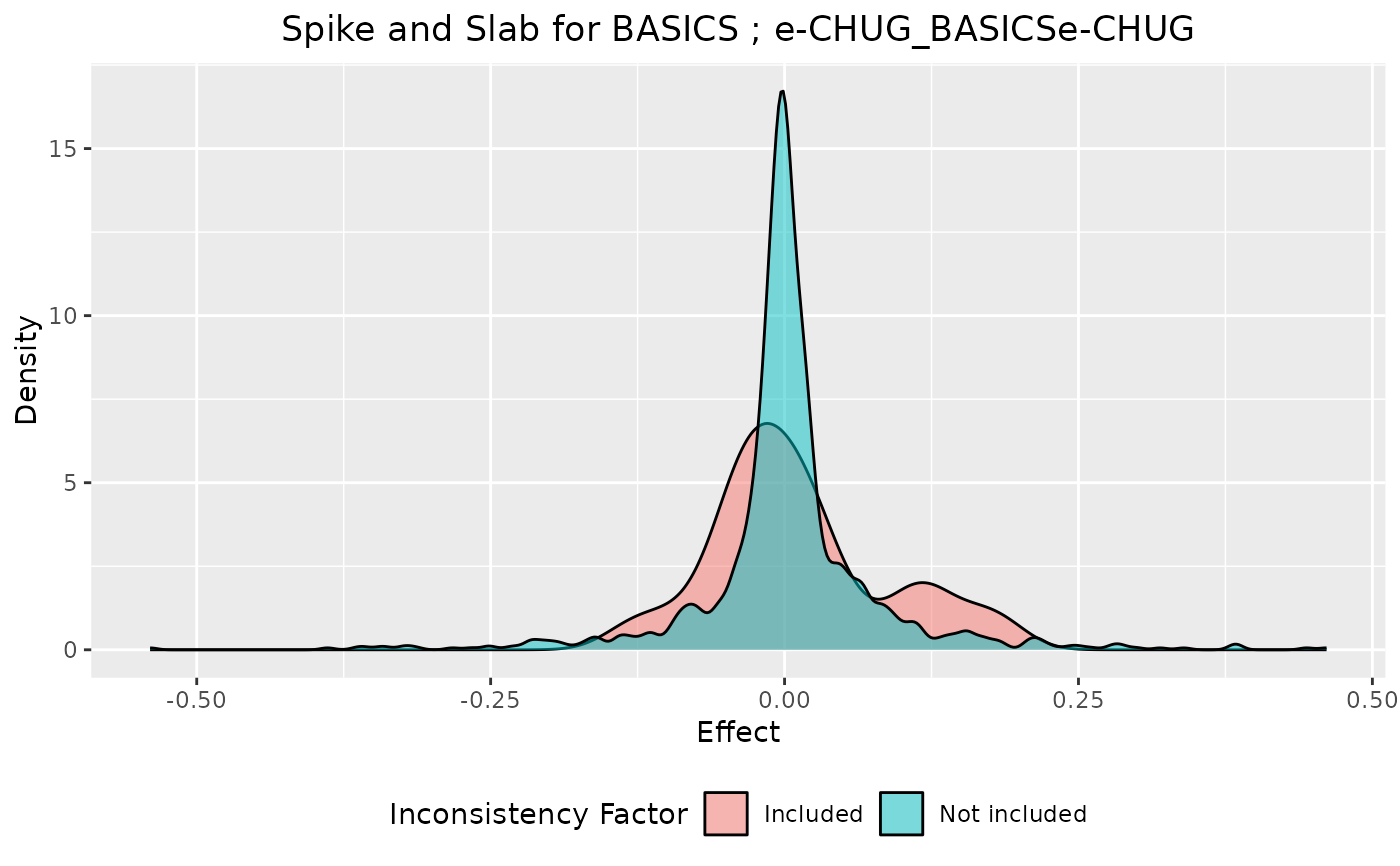 Spike and Slab for BASICS ; e-CHUG_BASICSe-CHUG
Density
15
10
5
0
-0.50 -0.25 0.00 0.25 0.50
Effect
Inconsistency Factor Included Not included